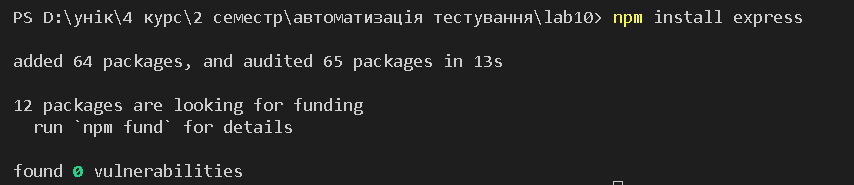 PS D:\унік\4 курс\2 семестр\автоматизація тестування\lab10> npm install express
added 64 packages, and audited 65 packages in 13s
12 packages are looking for funding
  run `npm fund` for details
found 0 vulnerabilities